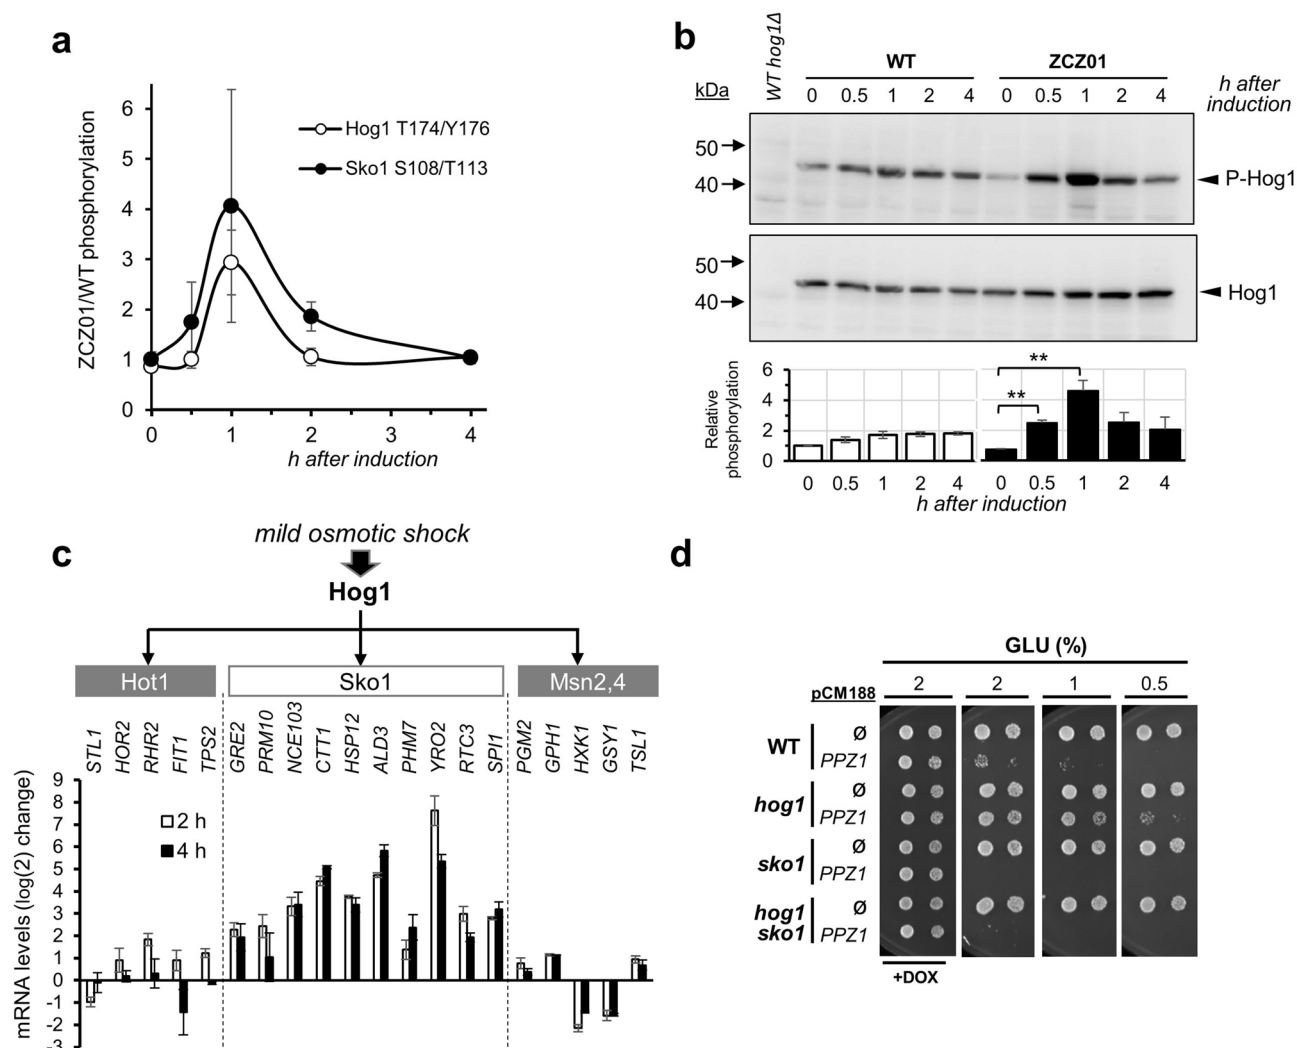 a
ZCZ01/WT phosphorylation
6
5
4
3
2
1
0
Hog1 T174/Y176
Sko1 S108/T113
0 1 2 3 4
h after induction
b
kDa
WT hog1Δ
WT
ZCZ01
0 0.5 1 2 4 0 0.5 1 2 4
h after
induction
50
40
P-Hog1
50
40
Hog1
Relative
phosphorylation
6
4
2
0
** **
0 0.5 1 2 4 0 0.5 1 2 4
h after induction
c
mild osmotic shock
Hog1
Hot1 Sko1 Msn2,4
STL1 HOR2 RHR2 FIT1 TPS2 GRE2 PRM10 NCE103 CTT1 HSP12 ALD3 PHM7 YRO2 RTC3 SPI1 PGM2 GPH1 HXK1 GSY1 TSL1
mRNA levels (log(2) change)
9
8
7
6
5
4
3
2
1
0
-1
-2
-3
2 h
4 h
d
GLU (%)
pCM188 2 2 1 0.5
WT Ø
PPZ1
hog1 Ø
PPZ1
sko1 Ø
PPZ1
hog1 Ø
sko1 PPZ1
+DOX